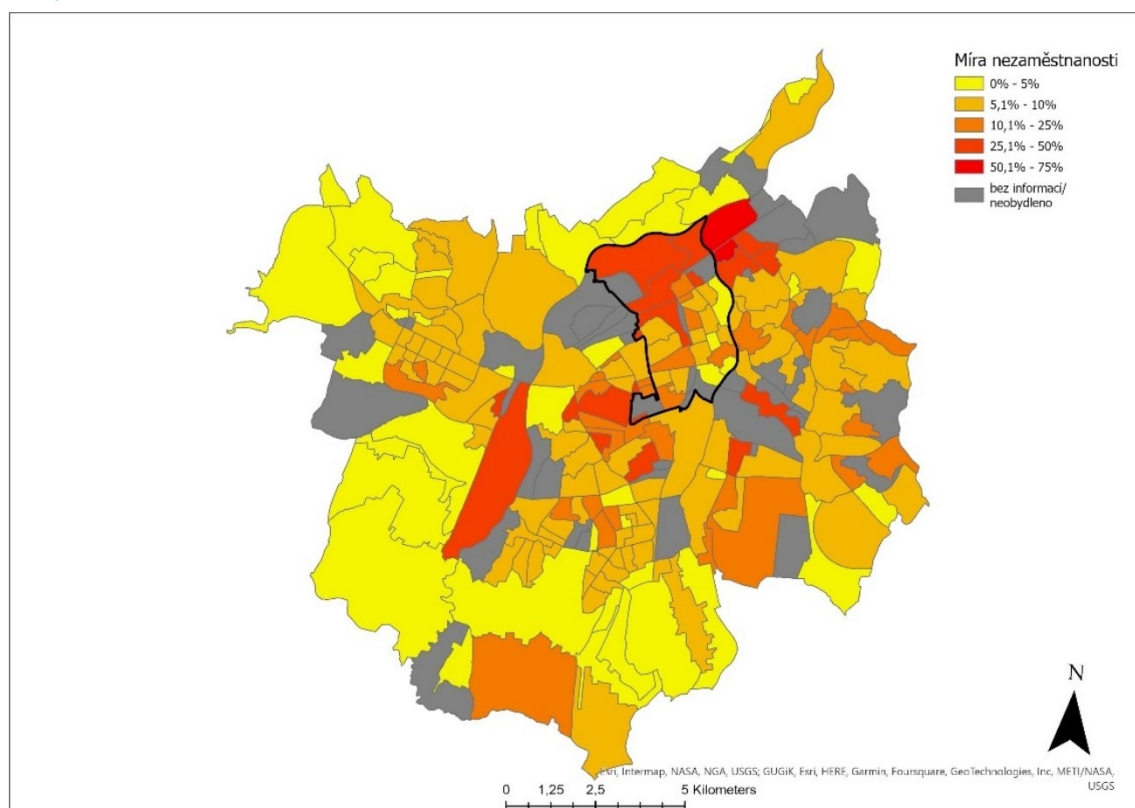 Míra nezaměstnanosti
0% - 5%
5,1% - 10%
10,1% - 25%
25,1% - 50%
50,1% - 75%
bez informací/
neobydleno
N
Esri, Intermap, NASA, NGA, USGS; GUGiK, Esri, HERE, Garmin, Foursquare, GeoTechnologies, Inc, METI/NASA,
USGS
0 1,25 2,5 5 Kilometers